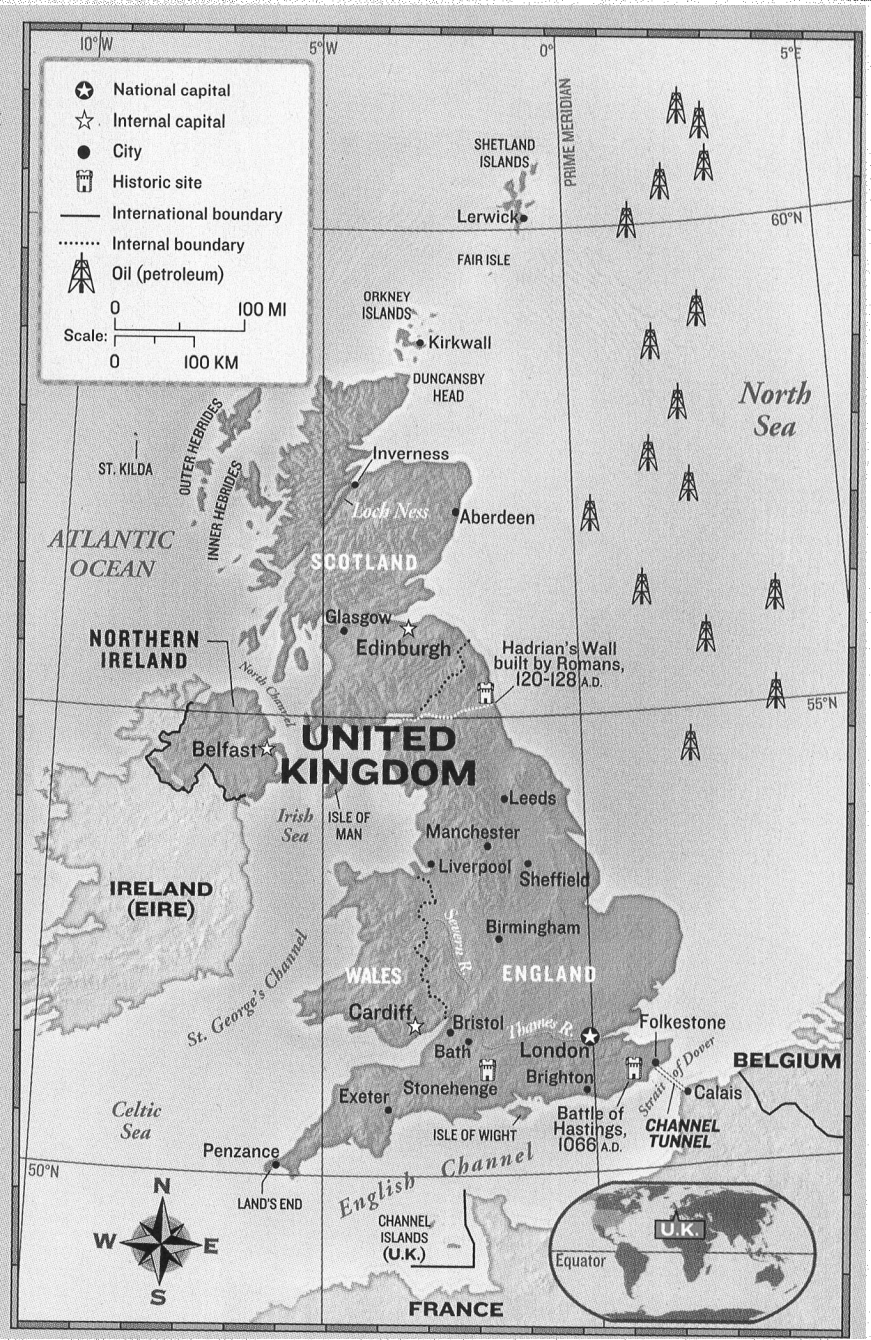 10°W
5°W
0°
5°E
National capital
Internal capital
City
Historic site
International boundary
Internal boundary
Oil (petroleum)
0 100 MI
Scale:
0 100 KM
PRIME MERIDIAN
SHETLAND
ISLANDS
Lerwick
60°N
FAIR ISLE
ORKNEY
ISLANDS
Kirkwall
DUNCANSBY
HEAD
North
Sea
OUTER HEBRIDES
ST. KILDA
INNER HEBRIDES
Inverness
Loch Ness
Aberdeen
ATLANTIC
OCEAN
SCOTLAND
Glasgow
Edinburgh
NORTHERN
IRELAND
North Channel
Hadrian's Wall
built by Romans,
120-128 A.D.
55°N
Belfast
UNITED
KINGDOM
Irish
Sea
ISLE OF
MAN
Leeds
Manchester
Liverpool
Sheffield
IRELAND
(EIRE)
Severn R.
Birmingham
St. George's Channel
WALES
ENGLAND
Cardiff
Bristol
Thames R.
Folkestone
Bath
London
Strait of Dover
BELGIUM
Stonehenge
Brighton
Calais
Exeter
Celtic
Sea
Battle of
Hastings,
1066 A.D.
CHANNEL
TUNNEL
ISLE OF WIGHT
Penzance
50°N
LAND'S END
English Channel
N
W
E
S
CHANNEL
ISLANDS
(U.K.)
U.K.
Equator
FRANCE